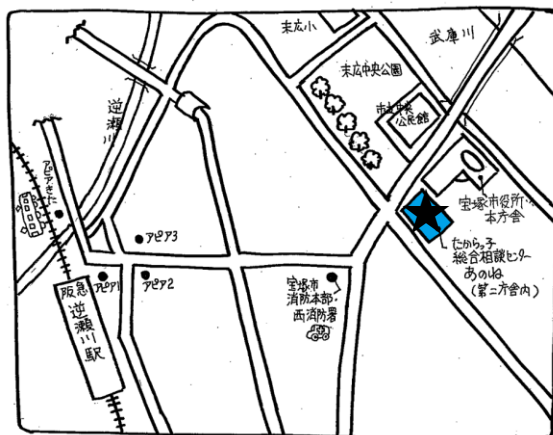 末広小
武庫川
末広中央公園
逆瀬川
市立中央
公民館
アピアきた
宝塚市役所
本庁舎
アピア3
たからっ子
総合相談センター
あのね
(第二庁舎内)
アピア1
アピア2
宝塚市
消防本部・
西消防署
阪急
逆瀬川駅